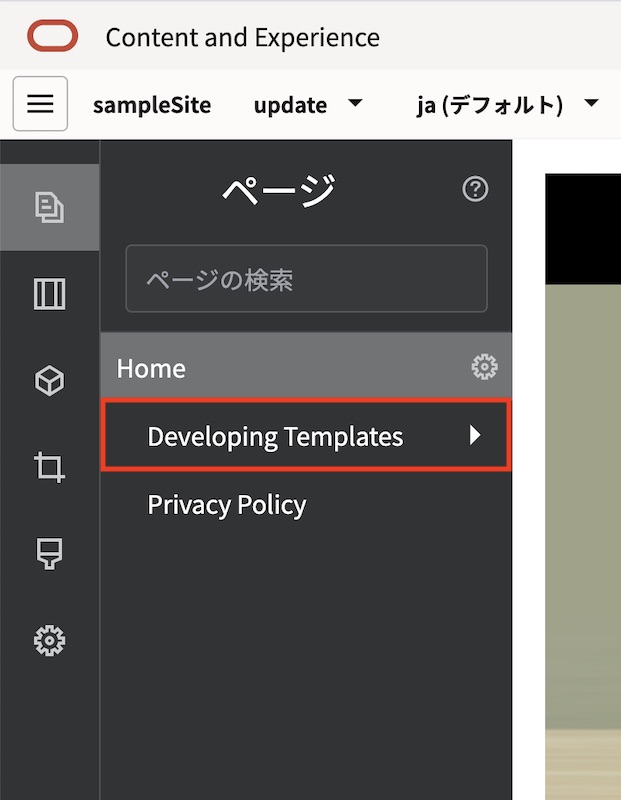 Content and Experience
sampleSite update ja (デフォルト)
ページ
ページの検索
Home
Developing Templates
Privacy Policy